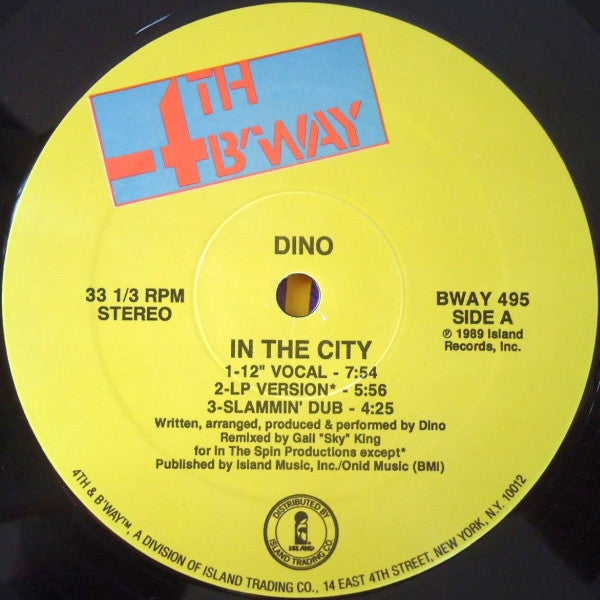 4TH
B'WAY
DINO
33 1/3 RPM
STEREO
BWAY 495
SIDE A
℗ 1989 Island
Records, Inc.
IN THE CITY
1-12" VOCAL - 7:54
2-LP VERSION* - 5:56
3-SLAMMIN' DUB - 4:25
Written, arranged, produced & performed by Dino
Remixed by Gail "Sky" King
for In The Spin Productions except*
Published by Island Music, Inc./Onid Music (BMI)
DISTRIBUTED BY
ISLAND
ISLAND TRADING CO.
4TH & B'WAY™, A DIVISION OF ISLAND TRADING CO., 14 EAST 4TH STREET, NEW YORK, N.Y. 10012